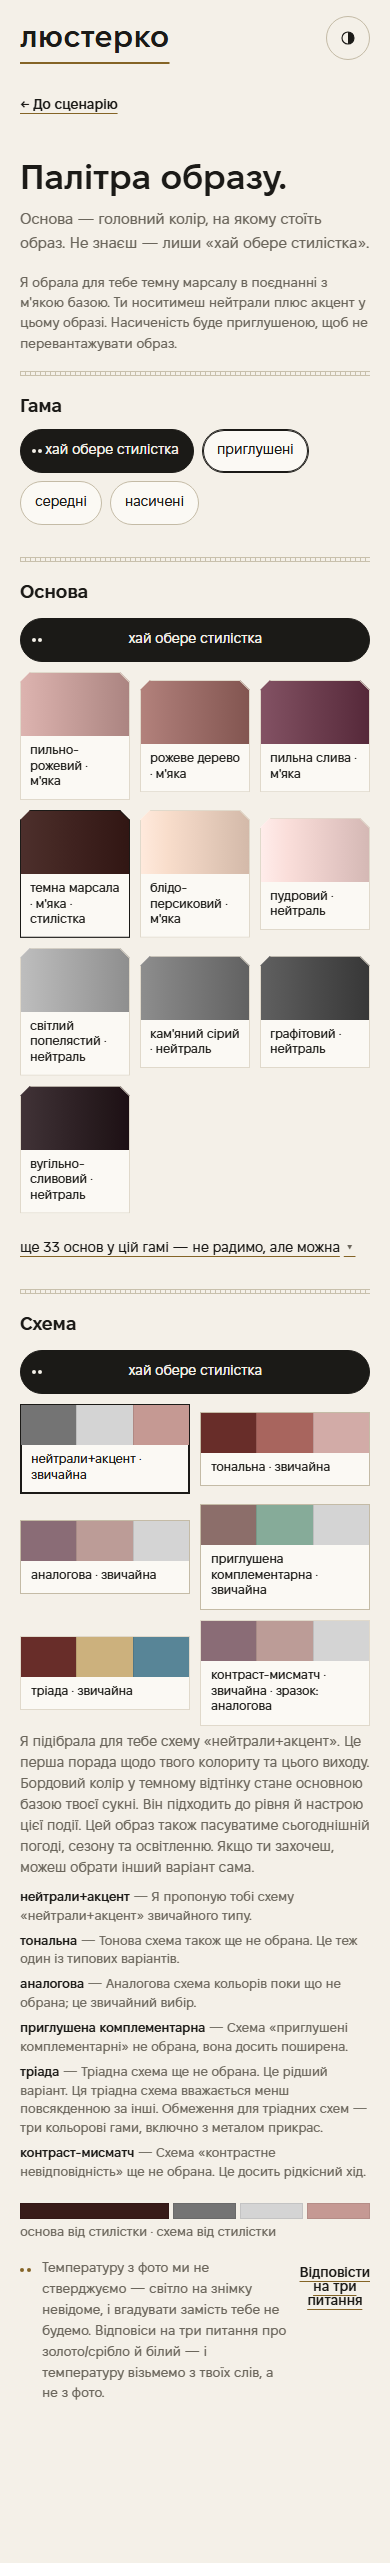 люстерко
← До сценарію
Палітра образу.
Основа — головний колір, на якому стоїть
образ. Не знаєш — лиши «хай обере стилістка».
Я обрала для тебе темну марсалу в поєднанні з
м'якою базою. Ти носитимеш нейтрали плюс акцент у
цьому образі. Насиченість буде приглушеною, щоб не
перевантажувати образ.
Гама
хай обере стилістка
приглушені
середні
насичені
Основа
хай обере стилістка
пильно-
рожевий ·
м'яка
рожеве дерево
· м'яка
пильна слива ·
м'яка
темна марсала
· м'яка ·
стилістка
блідо-
персиковий ·
м'яка
пудровий ·
нейтраль
світлий
попелястий ·
нейтраль
кам'яний сірий
· нейтраль
графітовий ·
нейтраль
вугільно-
сливовий ·
нейтраль
ще 33 основ у цій гамі — не радимо, але можна ▾
Схема
хай обере стилістка
нейтрали+акцент ·
звичайна
тональна · звичайна
аналогова · звичайна
приглушена
комплементарна ·
звичайна
тріада · звичайна
контраст-мисматч ·
звичайна · зразок:
аналогова
Я підібрала для тебе схему «нейтрали+акцент». Це
перша порада щодо твого колориту та цього виходу.
Бордовий колір у темному відтінку стане основною
базою твоєї сукні. Він підходить до рівня й настрою
цієї події. Цей образ також пасуватиме сьогоднішній
погоді, сезону та освітленню. Якщо ти захочеш,
можеш обрати інший варіант сама.
нейтрали+акцент — Я пропоную тобі схему
«нейтрали+акцент» звичайного типу.
тональна — Тонова схема також ще не обрана. Це теж
один із типових варіантів.
аналогова — Аналогова схема кольорів поки що не
обрана; це звичайний вибір.
приглушена комплементарна — Схема «приглушені
комплементарні» не обрана, вона досить поширена.
тріада — Тріадна схема ще не обрана. Це рідший
варіант. Ця тріадна схема вважається менш
повсякденною за інші. Обмеження для тріадних схем —
три кольорові гами, включно з металом прикрас.
контраст-мисматч — Схема «контрастне
невідповідність» ще не обрана. Це досить рідкісний хід.
основа від стилістки · схема від стилістки
Температуру з фото ми не
стверджуємо — світло на знімку
невідоме, і вгадувати замість тебе не
будемо. Відповіси на три питання про
золото/срібло й білий — і
температуру візьмемо з твоїх слів, а
не з фото.
Відповісти
на три
питання